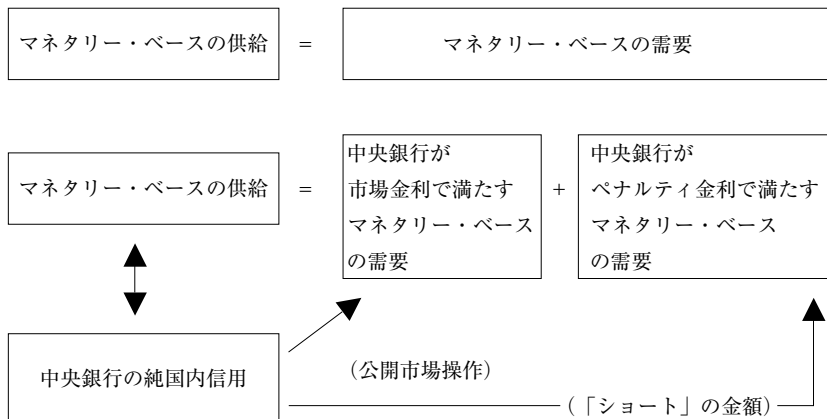 マネタリー・ベースの供給 = マネタリー・ベースの需要
マネタリー・ベースの供給 =
中央銀行が
市場金利で満たす
マネタリー・ベース
の需要
+
中央銀行が
ペナルティ金利で満たす
マネタリー・ベース
の需要
中央銀行の純国内信用
（公開市場操作）
（「ショート」の金額）